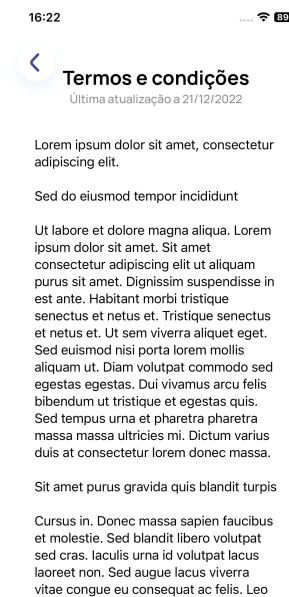 16:22
89
Termos e condições
Última atualização a 21/12/2022
Lorem ipsum dolor sit amet, consectetur
adipiscing elit.
Sed do eiusmod tempor incididunt
Ut labore et dolore magna aliqua. Lorem
ipsum dolor sit amet. Sit amet
consectetur adipiscing elit ut aliquam
purus sit amet. Dignissim suspendisse in
est ante. Habitant morbi tristique
senectus et netus et. Tristique senectus
et netus et. Ut sem viverra aliquet eget.
Sed euismod nisi porta lorem mollis
aliquam ut. Diam volutpat commodo sed
egestas egestas. Dui vivamus arcu felis
bibendum ut tristique et egestas quis.
Sed tempus urna et pharetra pharetra
massa massa ultricies mi. Dictum varius
duis at consectetur lorem donec massa.
Sit amet purus gravida quis blandit turpis
Cursus in. Donec massa sapien faucibus
et molestie. Sed blandit libero volutpat
sed cras. Iaculis urna id volutpat lacus
laoreet non. Sed augue lacus viverra
vitae congue eu consequat ac felis. Leo